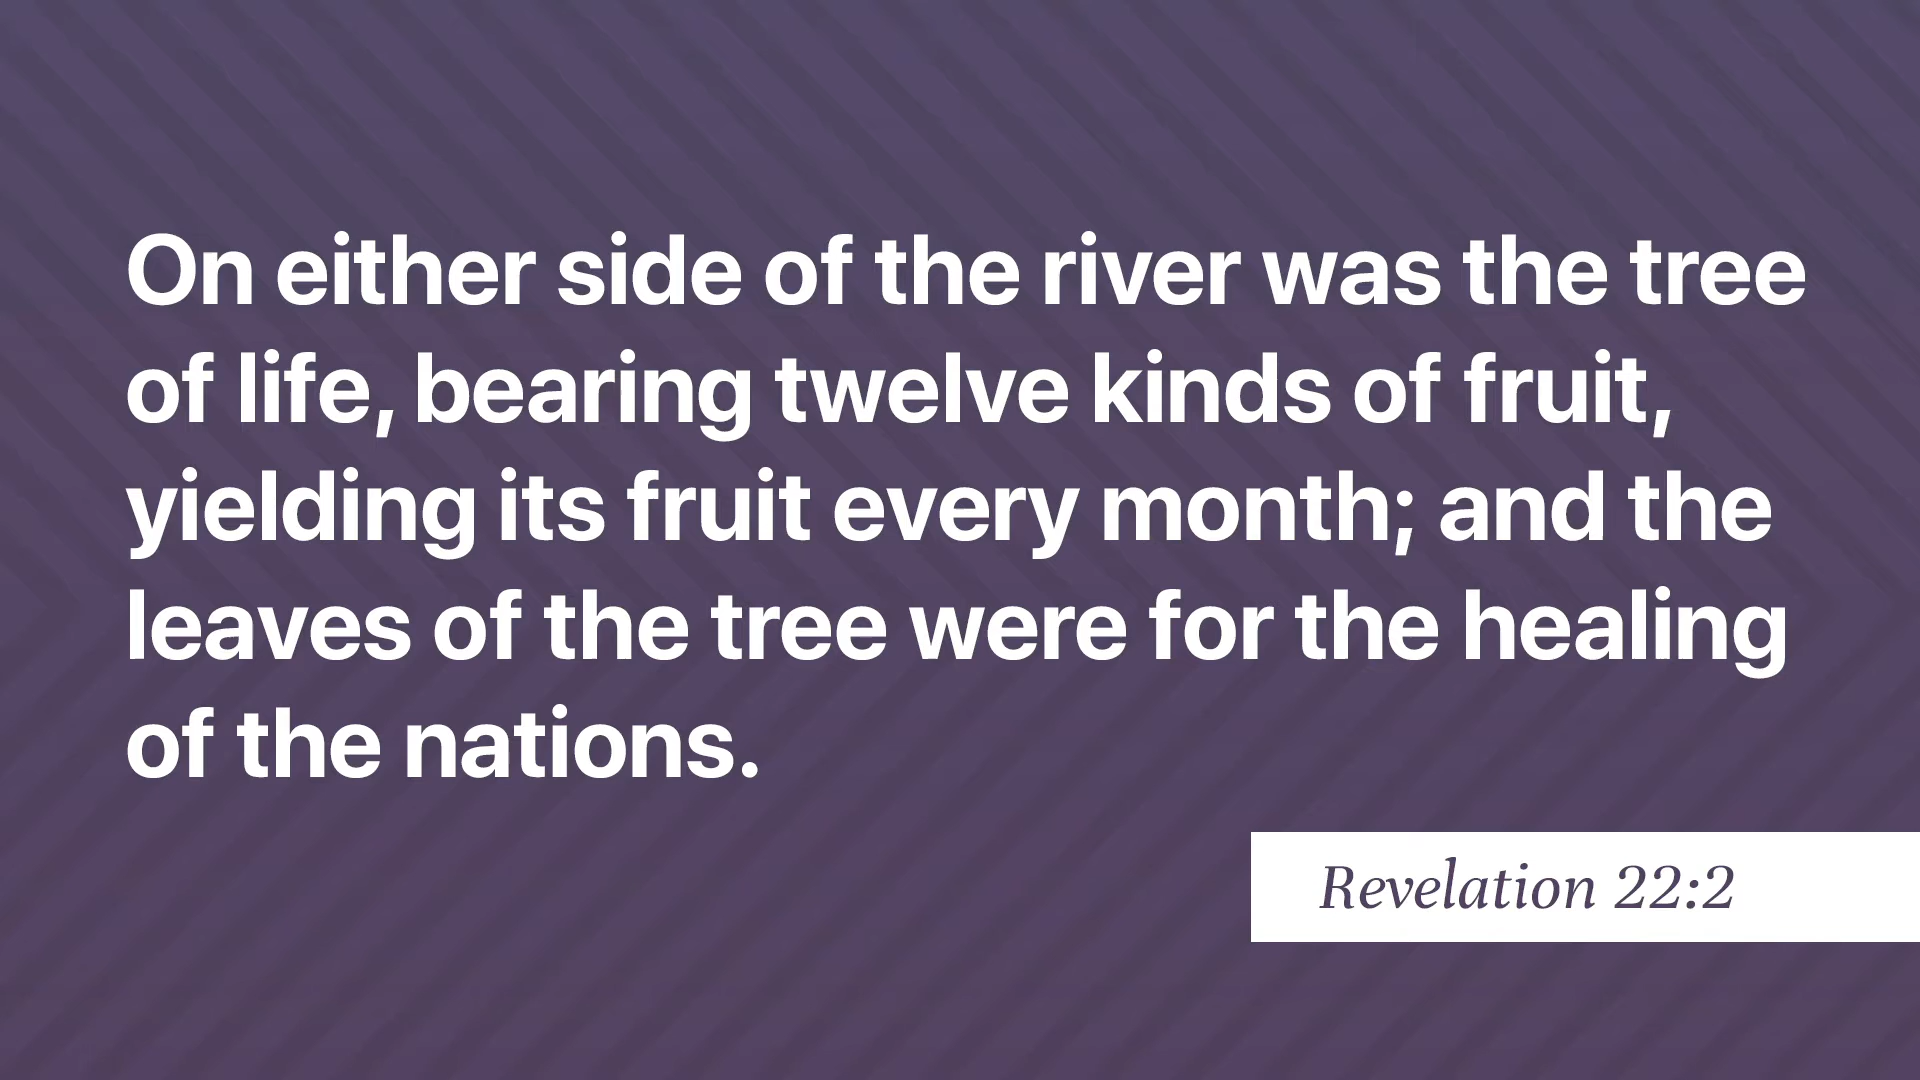 On either side of the river was the tree
of life, bearing twelve kinds of fruit,
yielding its fruit every month; and the
leaves of the tree were for the healing
of the nations.
Revelation 22:2